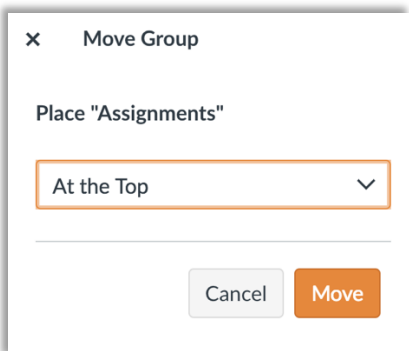 Move Group
Place "Assignments"
At the Top
Cancel Move